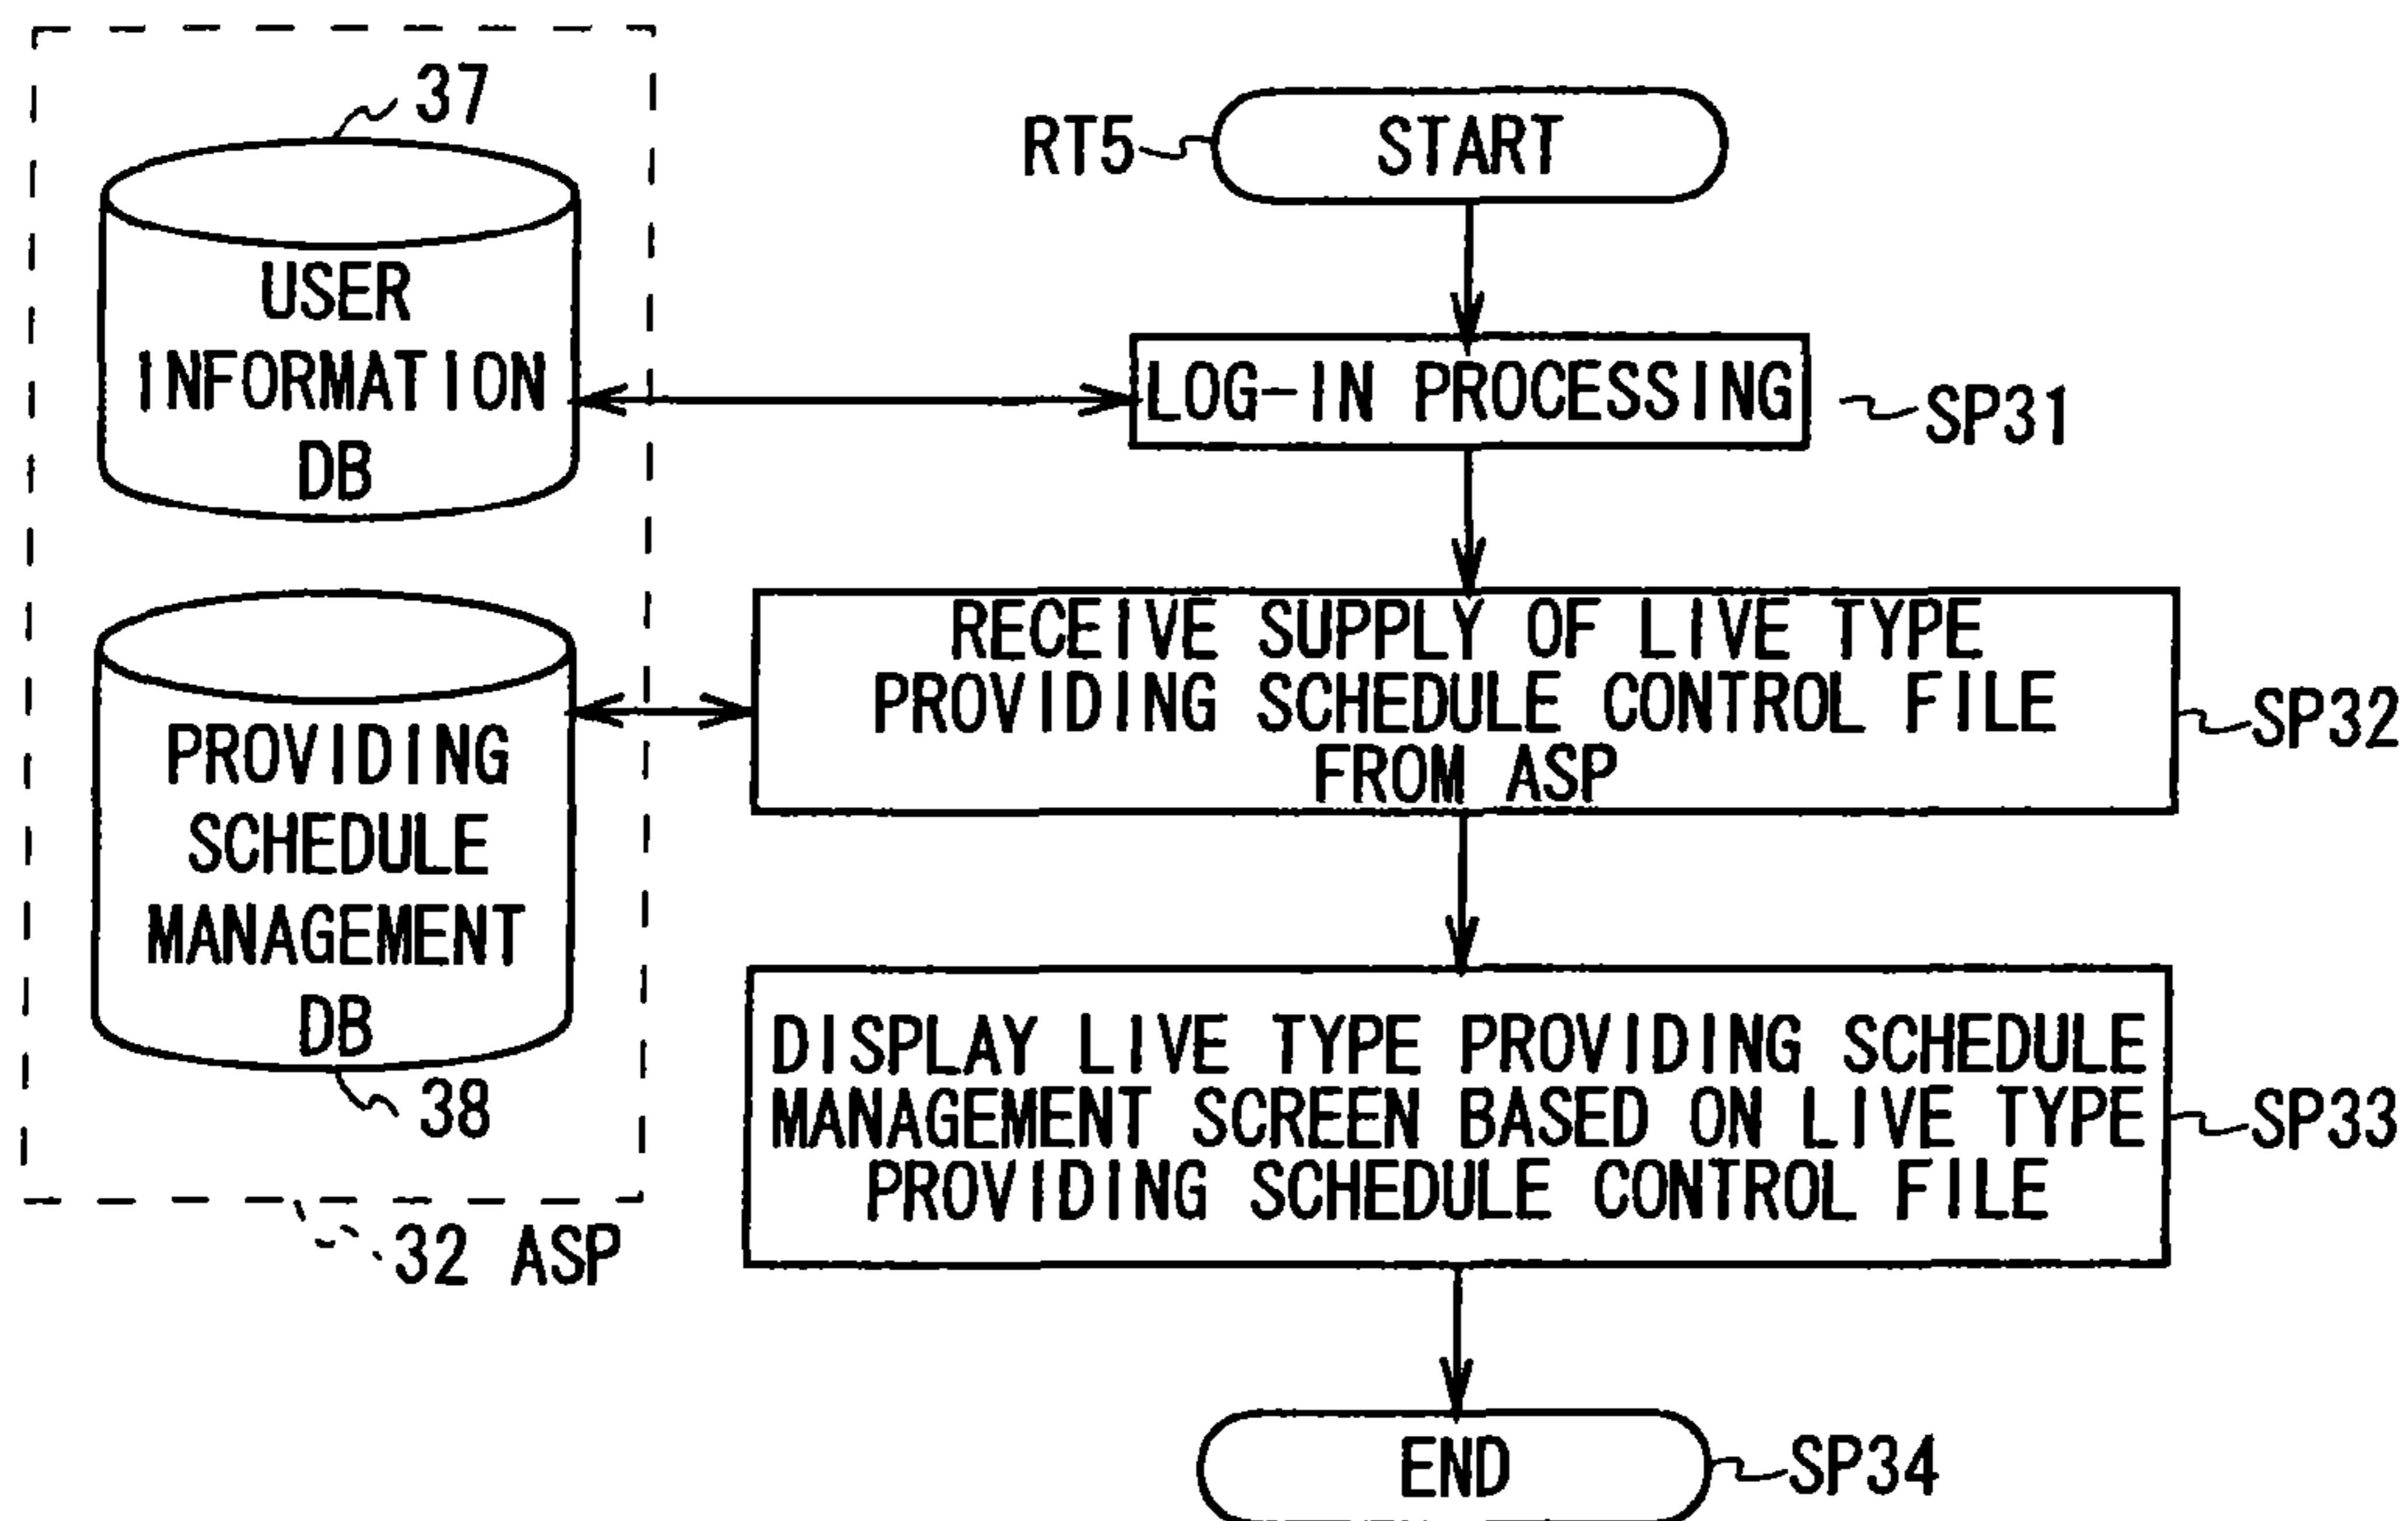 37
USER
INFORMATION
DB
PROVIDING
SCHEDULE
MANAGEMENT
DB
38
32 ASP
RT5
START
LOG-IN PROCESSING
SP31
RECEIVE SUPPLY OF LIVE TYPE
PROVIDING SCHEDULE CONTROL FILE
FROM ASP
SP32
DISPLAY LIVE TYPE PROVIDING SCHEDULE
MANAGEMENT SCREEN BASED ON LIVE TYPE
PROVIDING SCHEDULE CONTROL FILE
SP33
END
SP34